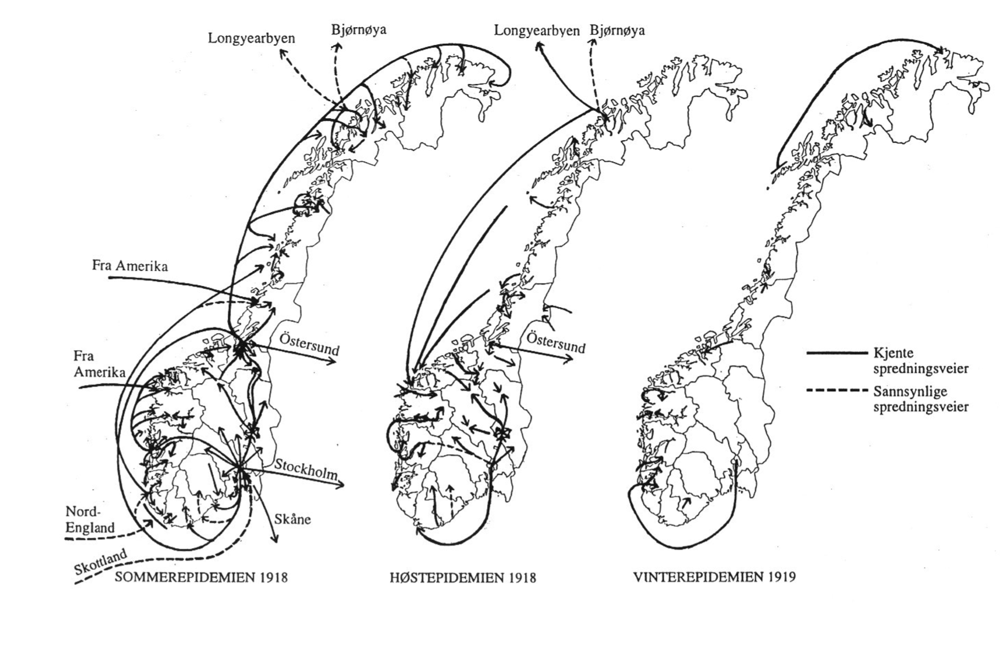 Longyearbyen
Bjørnøya
Longyearbyen
Bjørnøya
Fra Amerika
Östersund
Östersund
Fra
Amerika
Kjente
spredningsveier
Sannsynlige
spredningsveier
Stockholm
Nord-
England
Skåne
Skottland
SOMMEREPIDEMIEN 1918
HØSTEPIDEMIEN 1918
VINTEREPIDEMIEN 1919